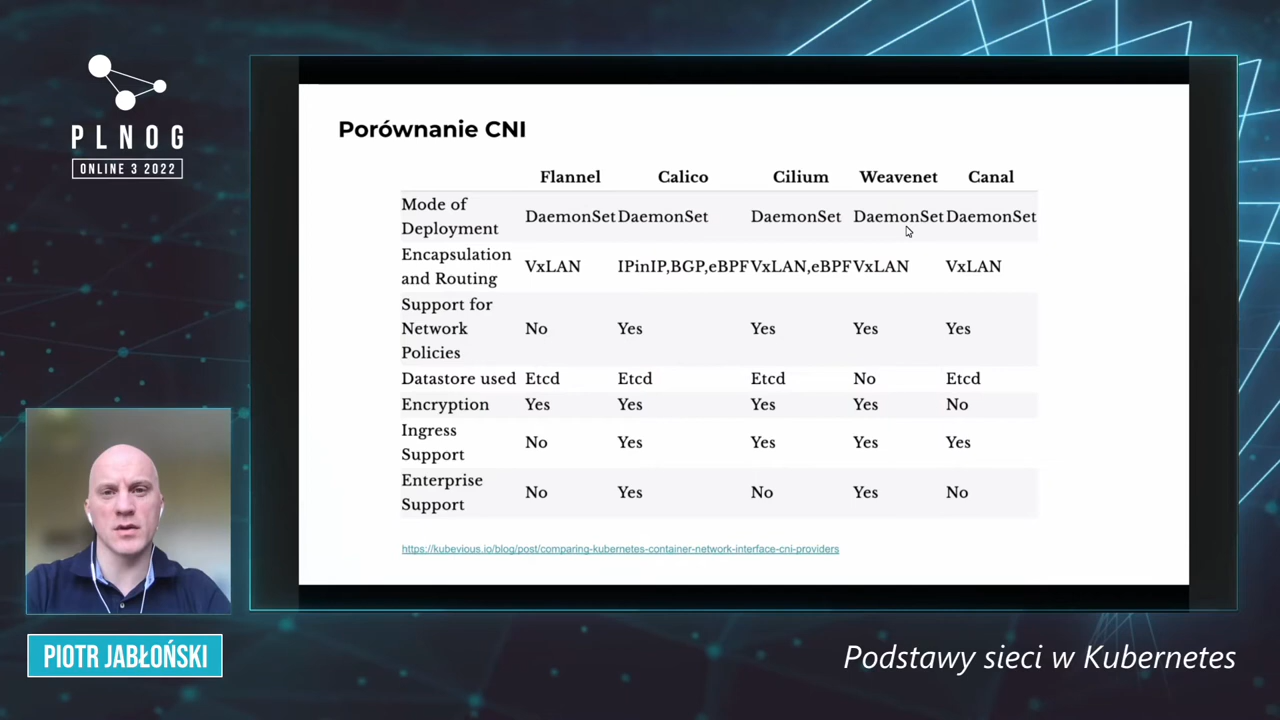 PLNOG
ONLINE 3 2022
Porównanie CNI
Flannel Calico Cilium Weavenet Canal
Mode of
Deployment
DaemonSet DaemonSet DaemonSet DaemonSet DaemonSet
Encapsulation
and Routing
VxLAN IPinIP,BGP,eBPF VxLAN,eBPF VxLAN VxLAN
Support for
Network
Policies
No Yes Yes Yes Yes
Datastore used Etcd Etcd Etcd No Etcd
Encryption Yes Yes Yes Yes No
Ingress
Support
No Yes Yes Yes Yes
Enterprise
Support
No Yes No Yes No
https://kubevious.io/blog/post/comparing-kubernetes-container-network-interface-cni-providers
PIOTR JABŁOŃSKI
Podstawy sieci w Kubernetes